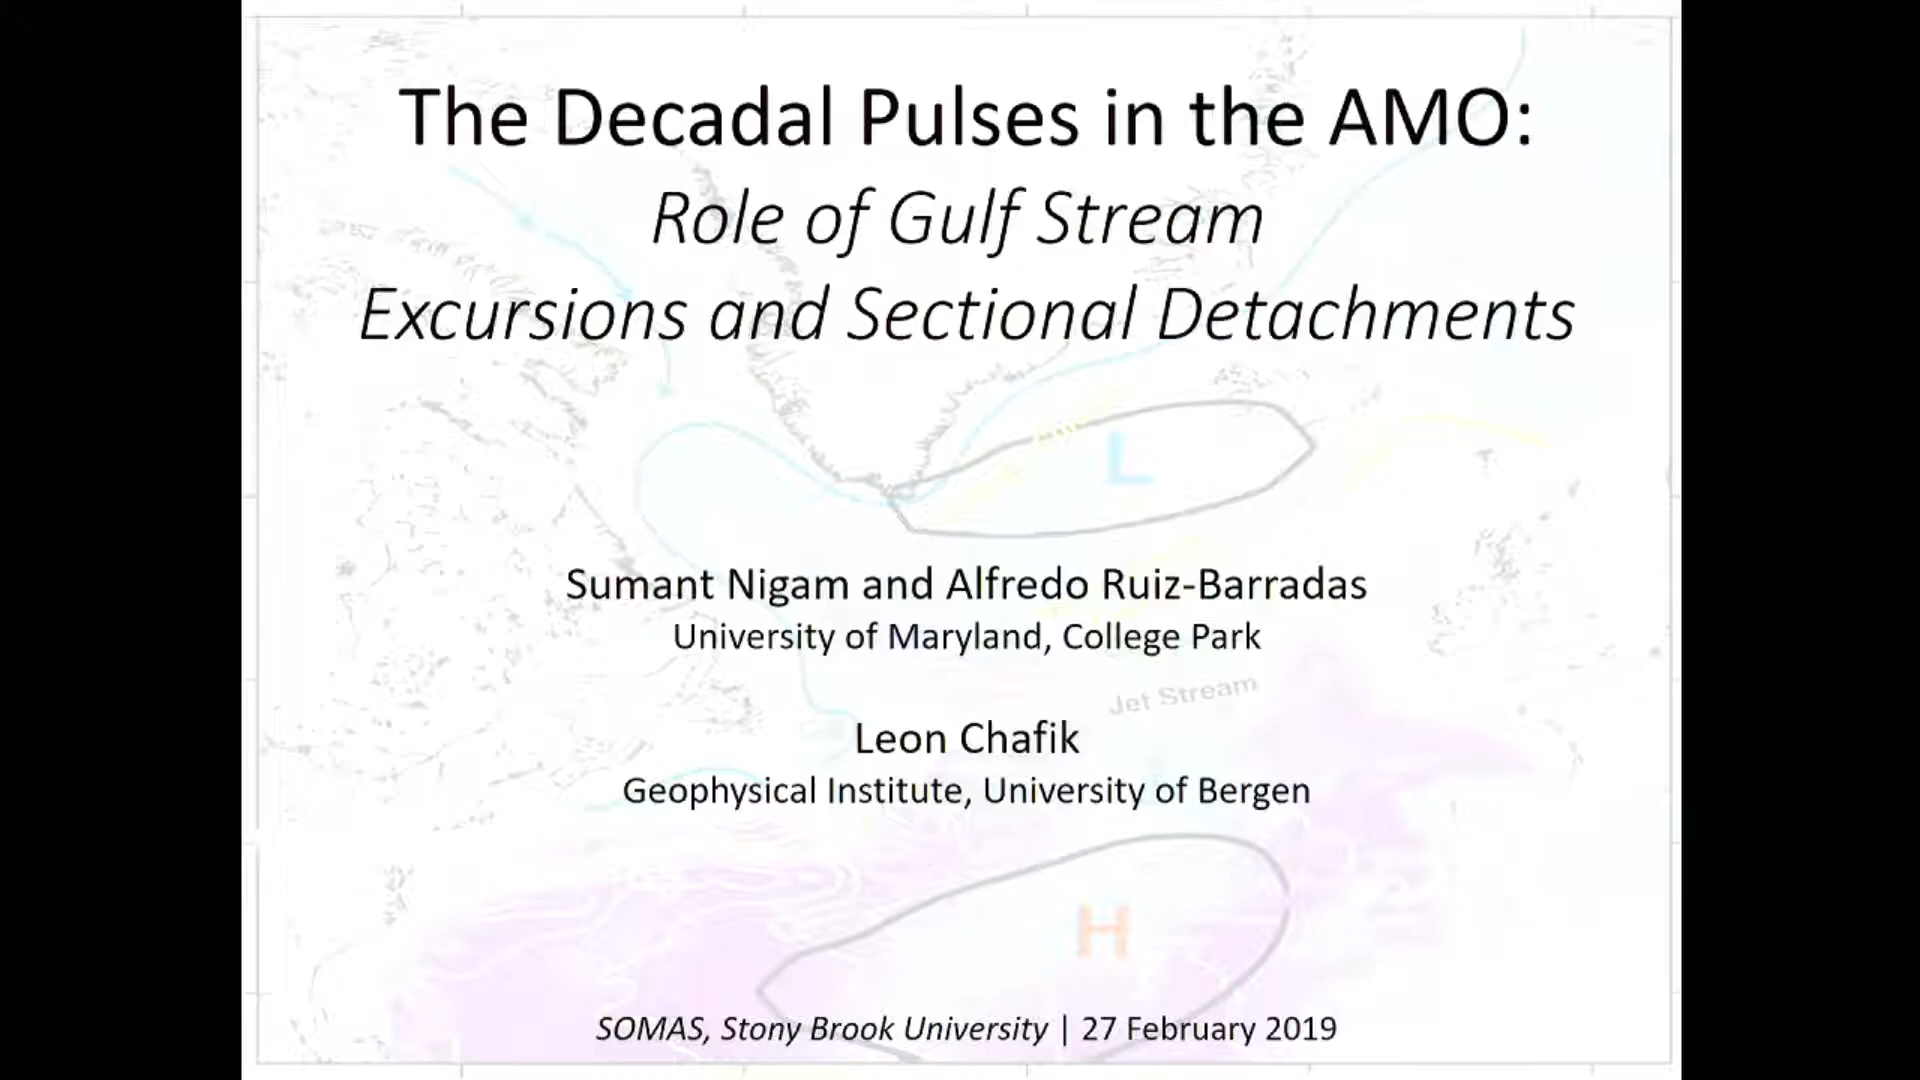 The Decadal Pulses in the AMO:
Role of Gulf Stream
Excursions and Sectional Detachments
L
Sumant Nigam and Alfredo Ruiz-Barradas
University of Maryland, College Park
Jet Stream
Leon Chafik
Geophysical Institute, University of Bergen
H
SOMAS, Stony Brook University | 27 February 2019